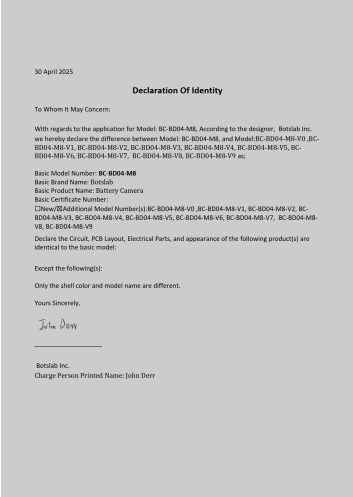 30 April 2025
Declaration Of Identity
To Whom It May Concern:
With regards to the application for Model: BC-BD04-M8, According to the designer, Botslab Inc.
we hereby declare the difference between Model: BC-BD04-M8, and Model:BC-BD04-M8-V0 ,BC-
BD04-M8-V1, BC-BD04-M8-V2, BC-BD04-M8-V3, BC-BD04-M8-V4, BC-BD04-M8-V5, BC-
BD04-M8-V6, BC-BD04-M8-V7, BC-BD04-M8-V8, BC-BD04-M8-V9 as;
Basic Model Number: BC-BD04-M8
Basic Brand Name: Botslab
Basic Product Name: Battery Camera
Basic Certificate Number:
☐New/☒Additional Model Number(s):BC-BD04-M8-V0 ,BC-BD04-M8-V1, BC-BD04-M8-V2, BC-
BD04-M8-V3, BC-BD04-M8-V4, BC-BD04-M8-V5, BC-BD04-M8-V6, BC-BD04-M8-V7, BC-BD04-M8-
V8, BC-BD04-M8-V9
Declare the Circuit, PCB Layout, Electrical Parts, and appearance of the following product(s) are
identical to the basic model:
Except the following(s):
Only the shell color and model name are different.
Yours Sincerely,
John Derr
Botslab Inc.
Charge Person Printed Name: John Derr